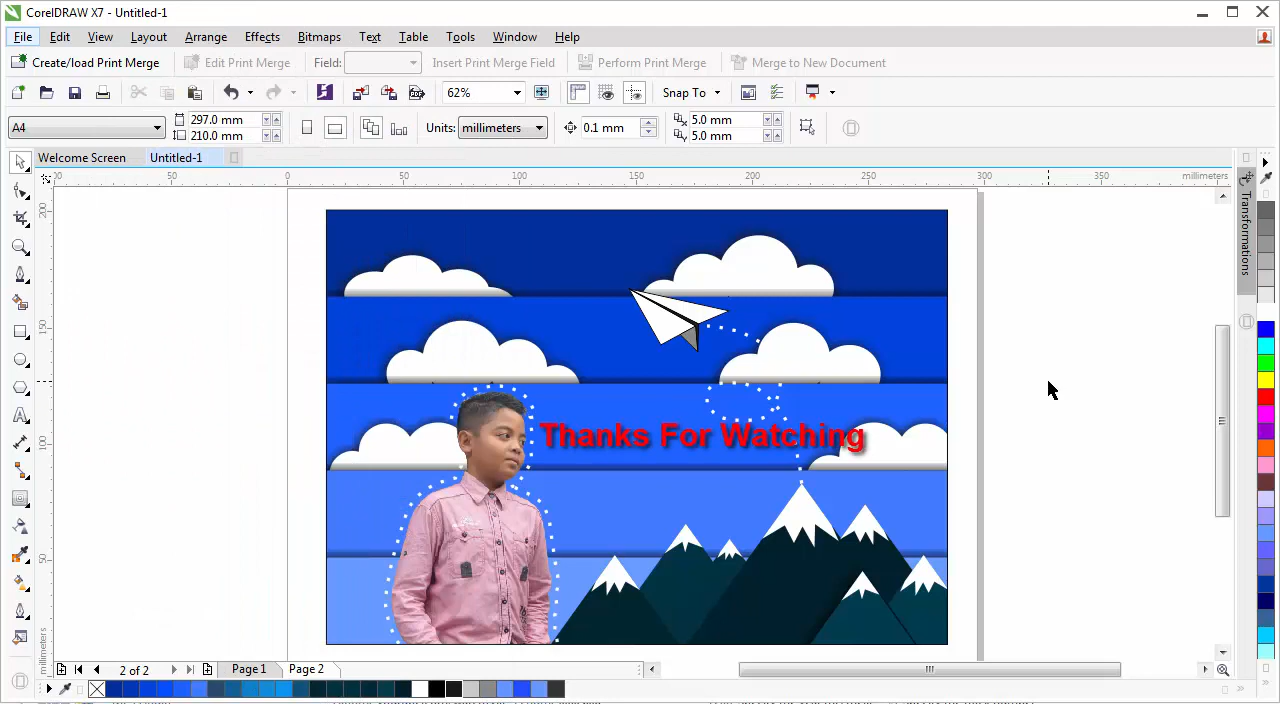 CorelDRAW X7 - Untitled-1
File Edit View Layout Arrange Effects Bitmaps Text Table Tools Window Help
Create/load Print Merge Edit Print Merge Field: Insert Print Merge Field Perform Print Merge Merge to New Document
62% Snap To
A4 297.0 mm 210.0 mm Units: millimeters 0.1 mm 5.0 mm 5.0 mm
Welcome Screen Untitled-1
50 0 50 100 150 200 250 300 350 millimeters
200
150
100
50
millimeters
Transformations
Thanks For Watching
2 of 2 Page 1 Page 2